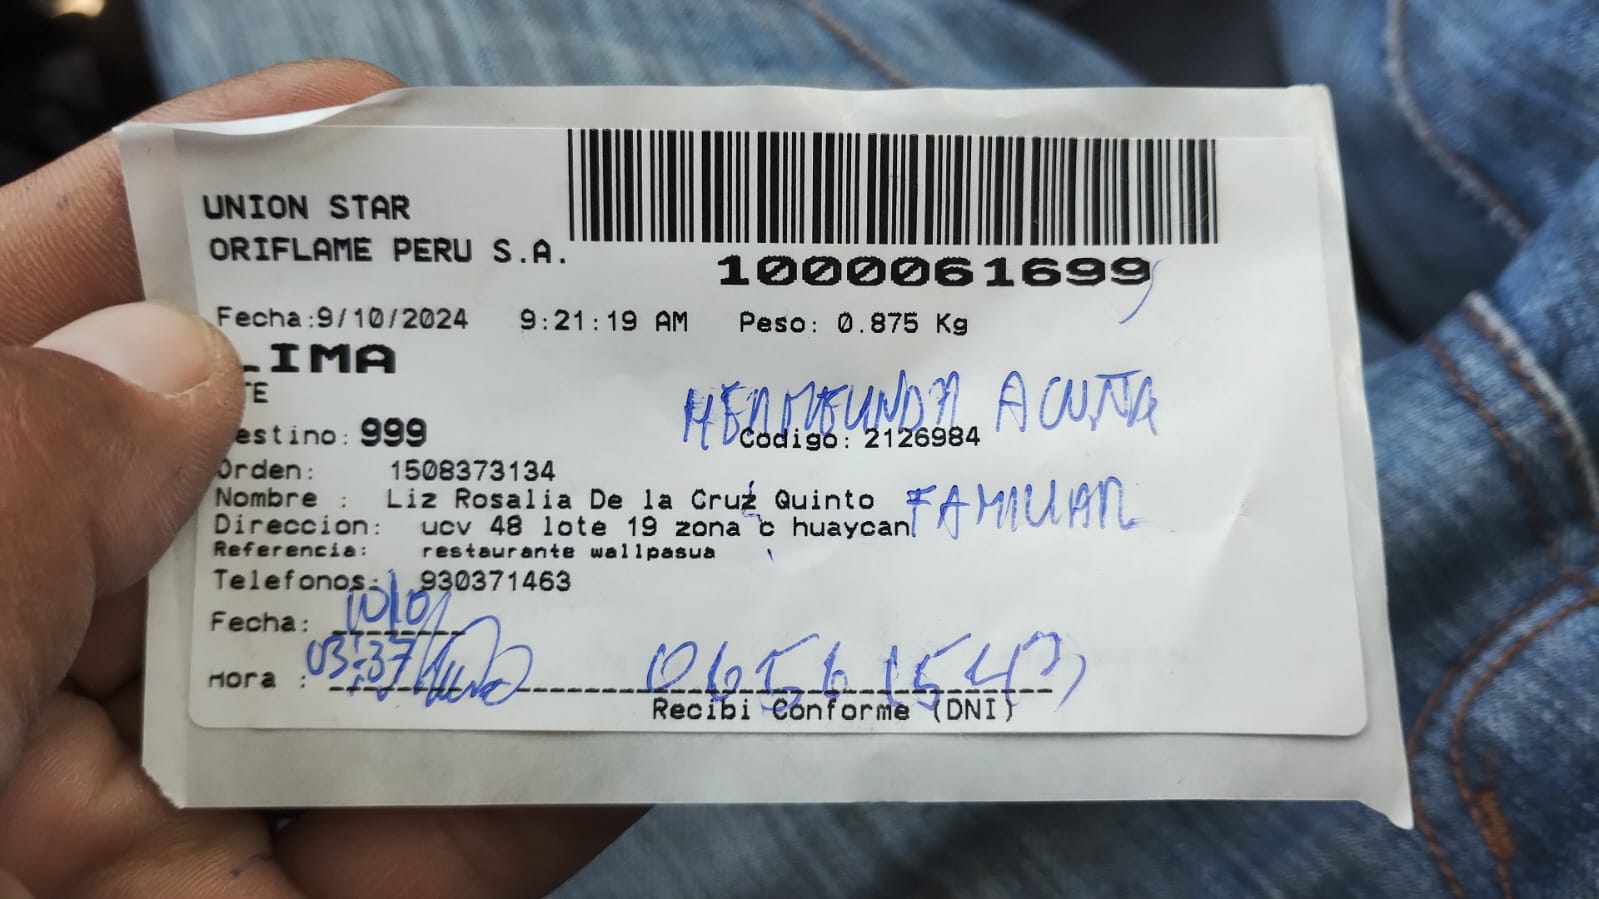 UNION STAR
ORIFLAME PERU S.A.
1000061699
Fecha:9/10/2024 9:21:19 AM Peso: 0.875 Kg
LIMA
TE
estino: 999
ACUÑA
Codigo: 2126984
Orden: 1508373134
Nombre : Liz Rosalia De la Cruz Quinto
FAMILIAR
Direccion: ucv 48 lote 19 zona c huaycan
Referencia: restaurante wallpasua
Telefonos: 930371463
Fecha: 10/10/
Hora : 03:37
Recibi Conforme (DNI)